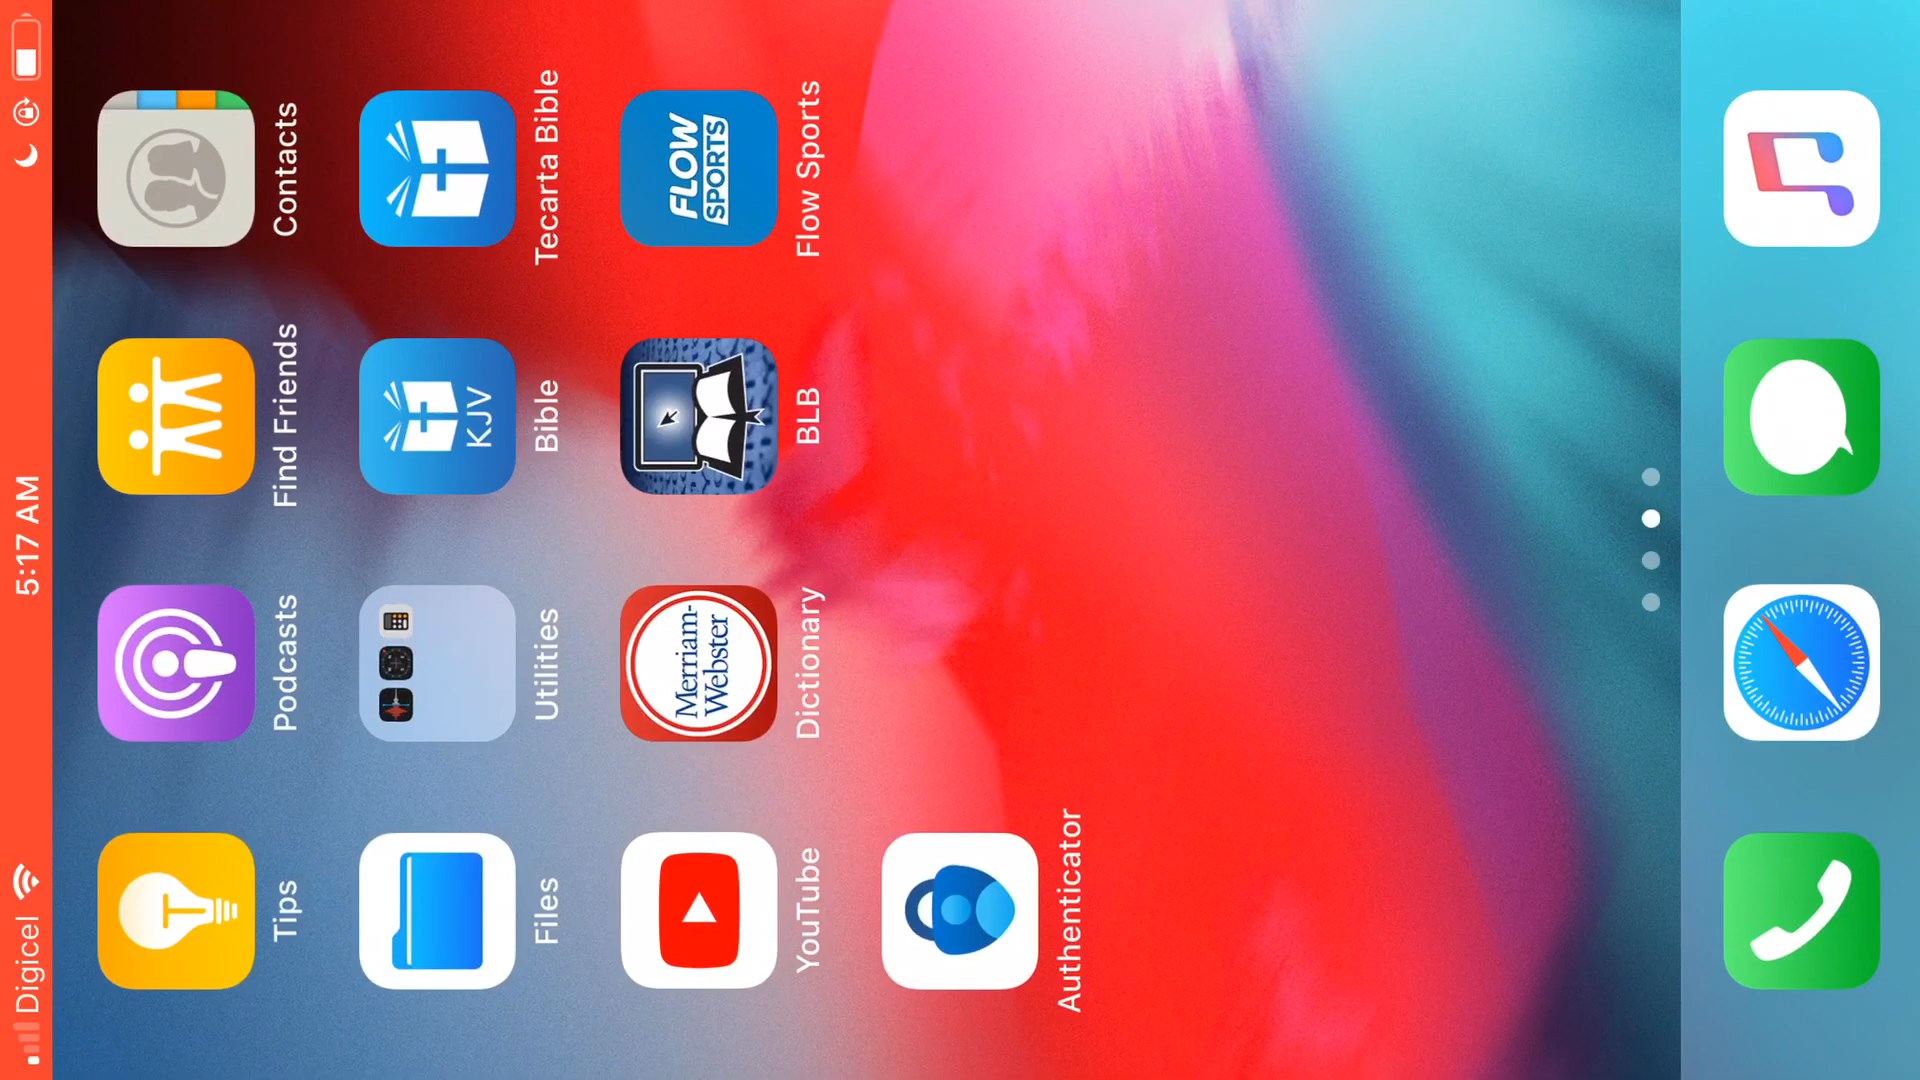 Digicel
5:17 AM
Tips
Podcasts
Find Friends
Contacts
Files
Utilities
KJV
Bible
Tecarta Bible
YouTube
Merriam-
Webster
Dictionary
BLB
FLOW
SPORTS
Flow Sports
Authenticator